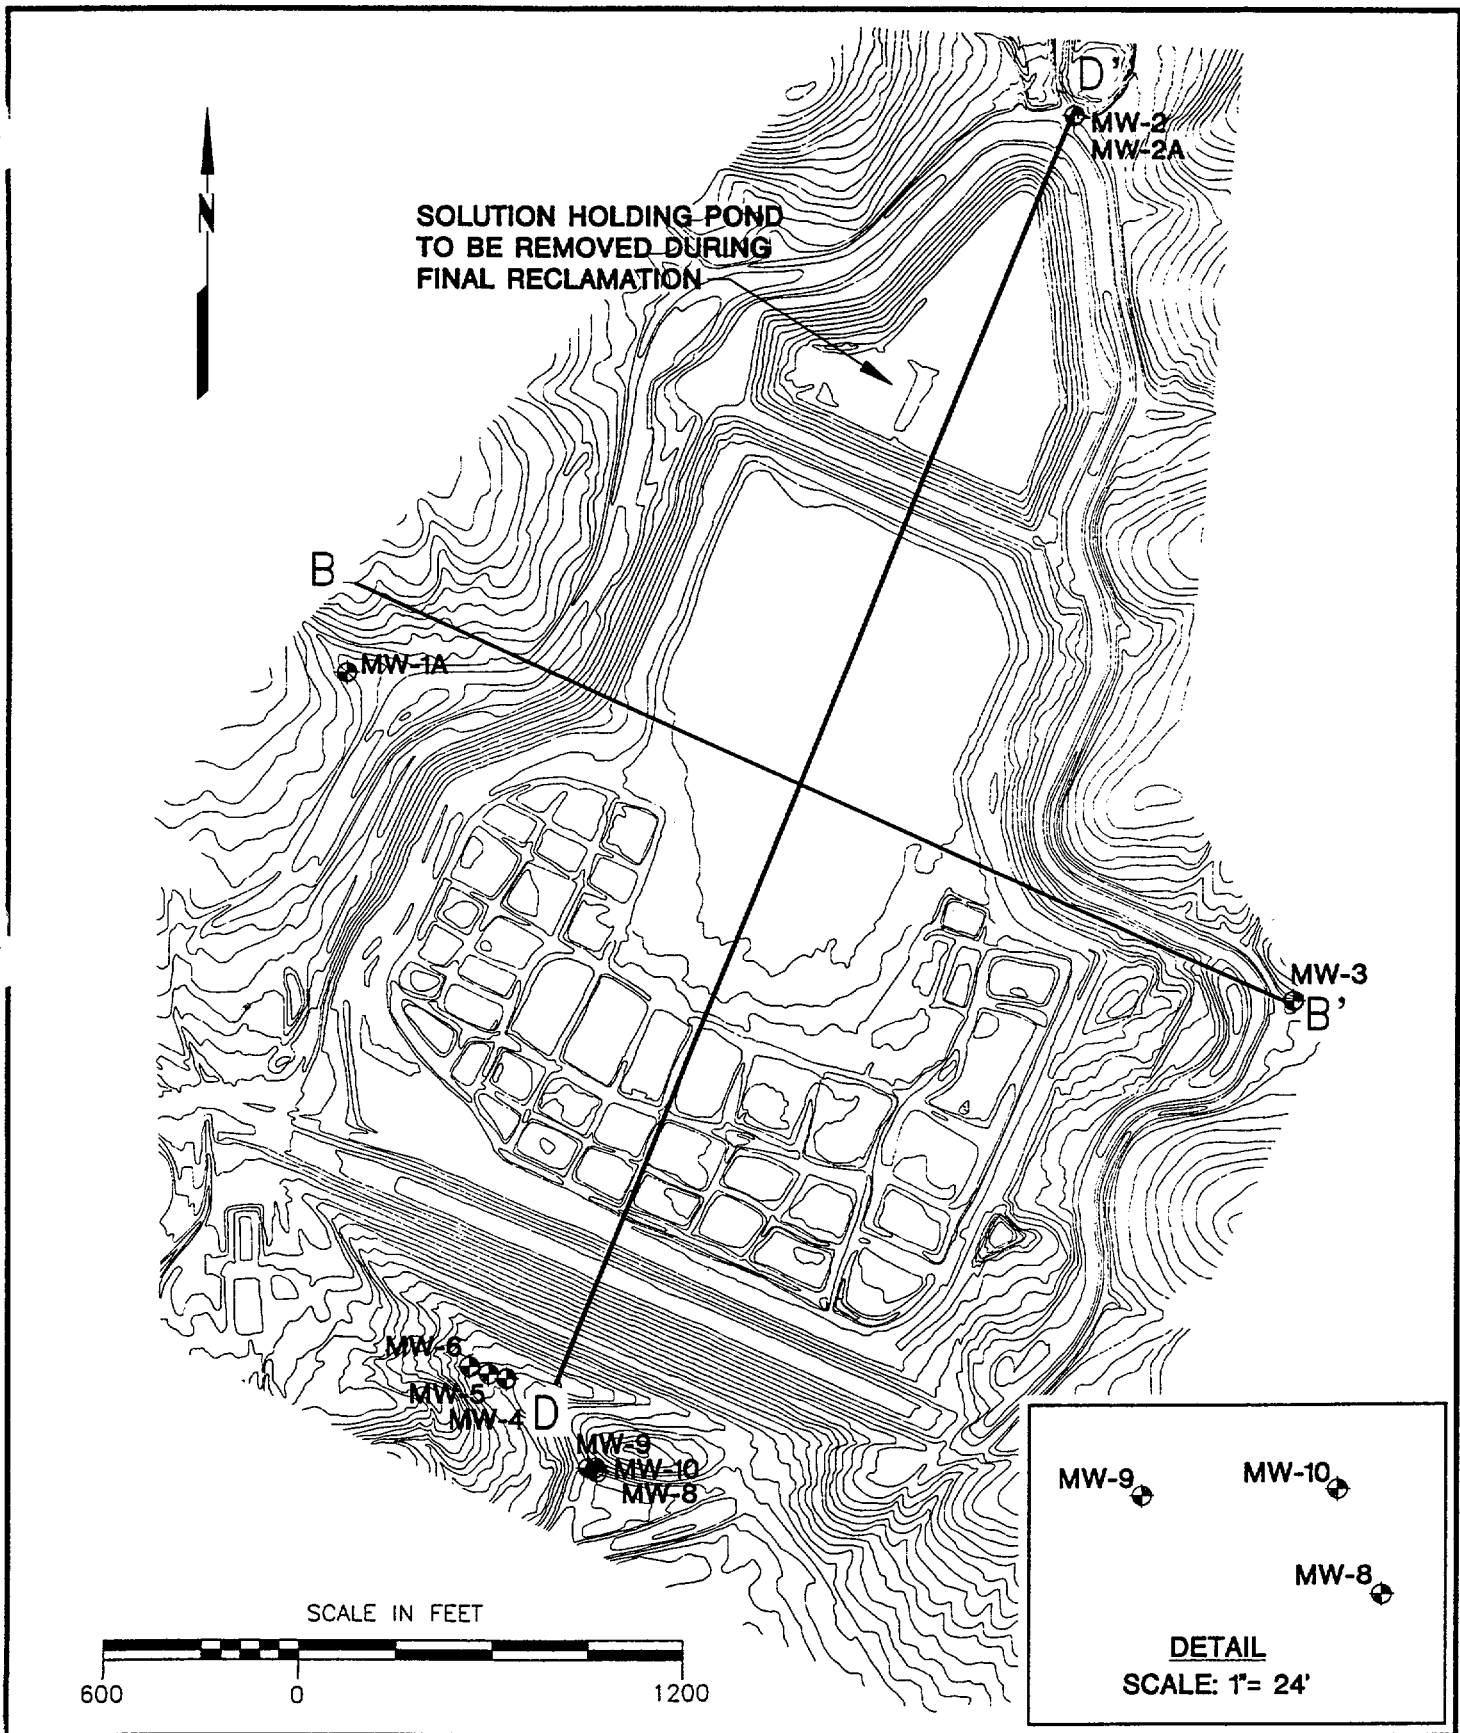 D'
MW-2
MW-2A
N
SOLUTION HOLDING POND
TO BE REMOVED DURING
FINAL RECLAMATION
B
MW-1A
MW-3
B'
MW-6
MW-5
MW-4
D
MW-9
MW-10
MW-8
MW-9
MW-10
MW-8
DETAIL
SCALE: 1"= 24'
SCALE IN FEET
600
0
1200